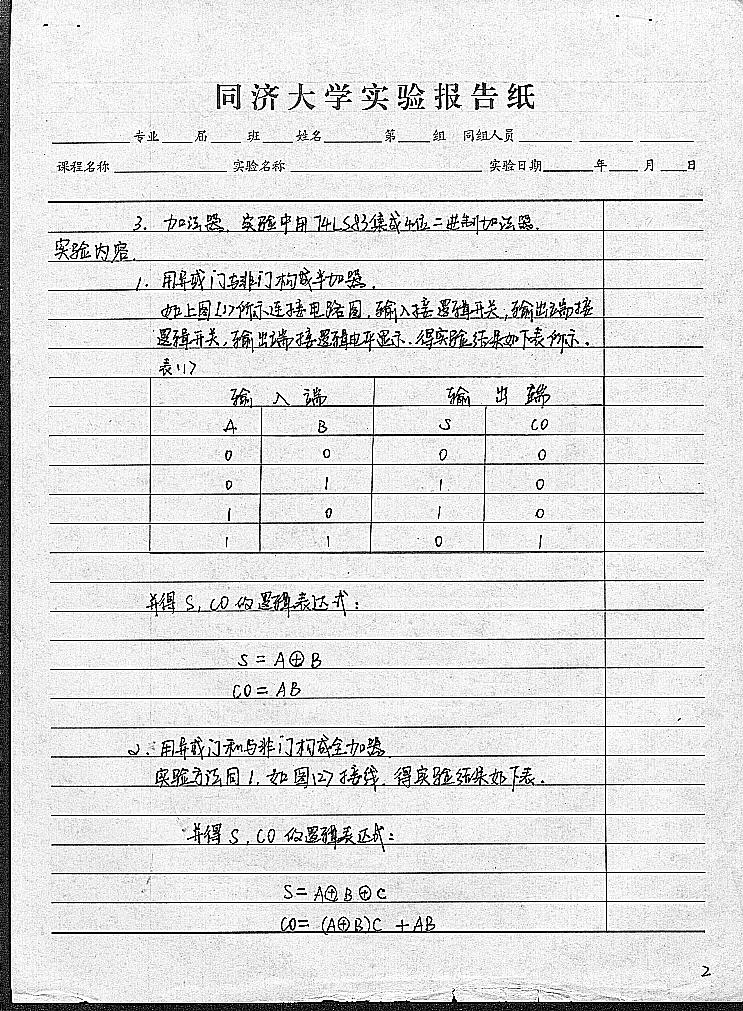 同济大学实验报告纸
专业 届 班 姓名 第 组 同组人员
课程名称 实验名称 实验日期 年 月 日
3. 加法器. 实验中用74LS83集成4位二进制加法器.
实验内容.
1. 用异或门与非门构成半加器.
如上图(1)所示连接电路图. 输入接逻辑开关,输出端接
逻辑开关,输出端接逻辑电平显示. 得实验结果如下表所示.
表(1)
输入端 输出端
A B S CO
0 0 0 0
0 1 1 0
1 0 1 0
1 1 0 1
并得 S, CO 的逻辑表达式:
S = A⊕B
CO = AB
2. 用异或门和与非门构成全加器.
实验方法同1. 如图(2)接线. 得实验结果如下表.
并得 S, CO 的逻辑表达式:
S= A⊕B⊕C
CO= (A⊕B)C + AB
2